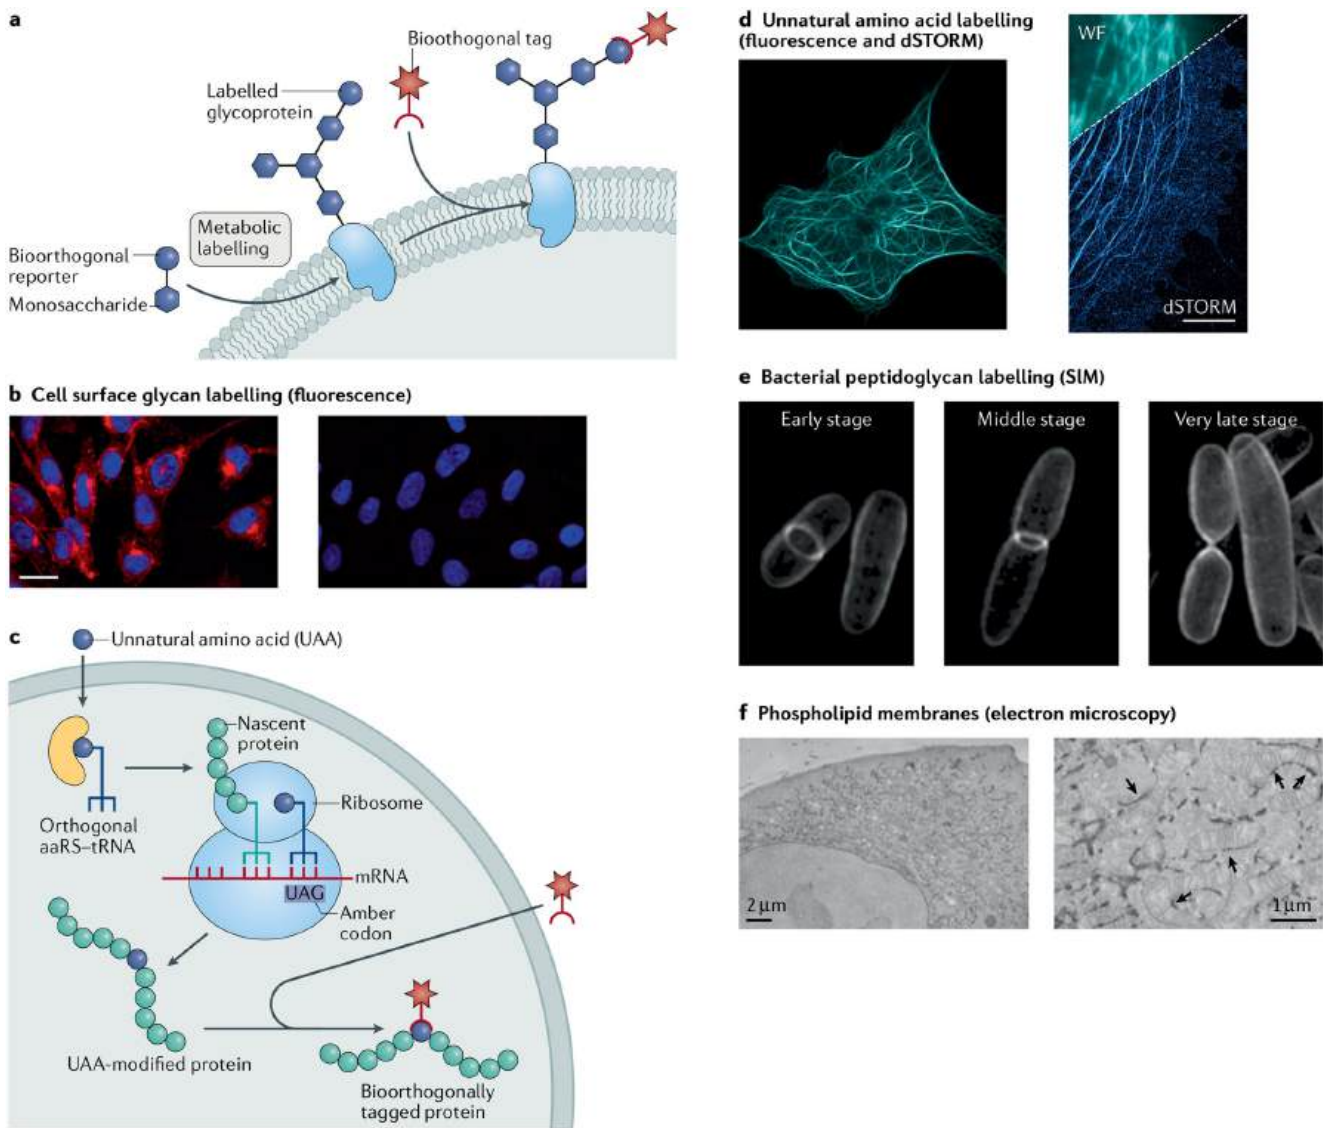 a
Bioothogonal tag
Labelled
glycoprotein
Metabolic
labelling
Bioorthogonal
reporter
Monosaccharide
b Cell surface glycan labelling (fluorescence)
c
Unnatural amino acid (UAA)
Nascent
protein
Ribosome
Orthogonal
aaRS–tRNA
mRNA
UAG
Amber
codon
UAA-modified protein
Bioorthogonally
tagged protein
d Unnatural amino acid labelling
(fluorescence and dSTORM)
WF
dSTORM
e Bacterial peptidoglycan labelling (SIM)
Early stage
Middle stage
Very late stage
f Phospholipid membranes (electron microscopy)
2 µm
1 µm